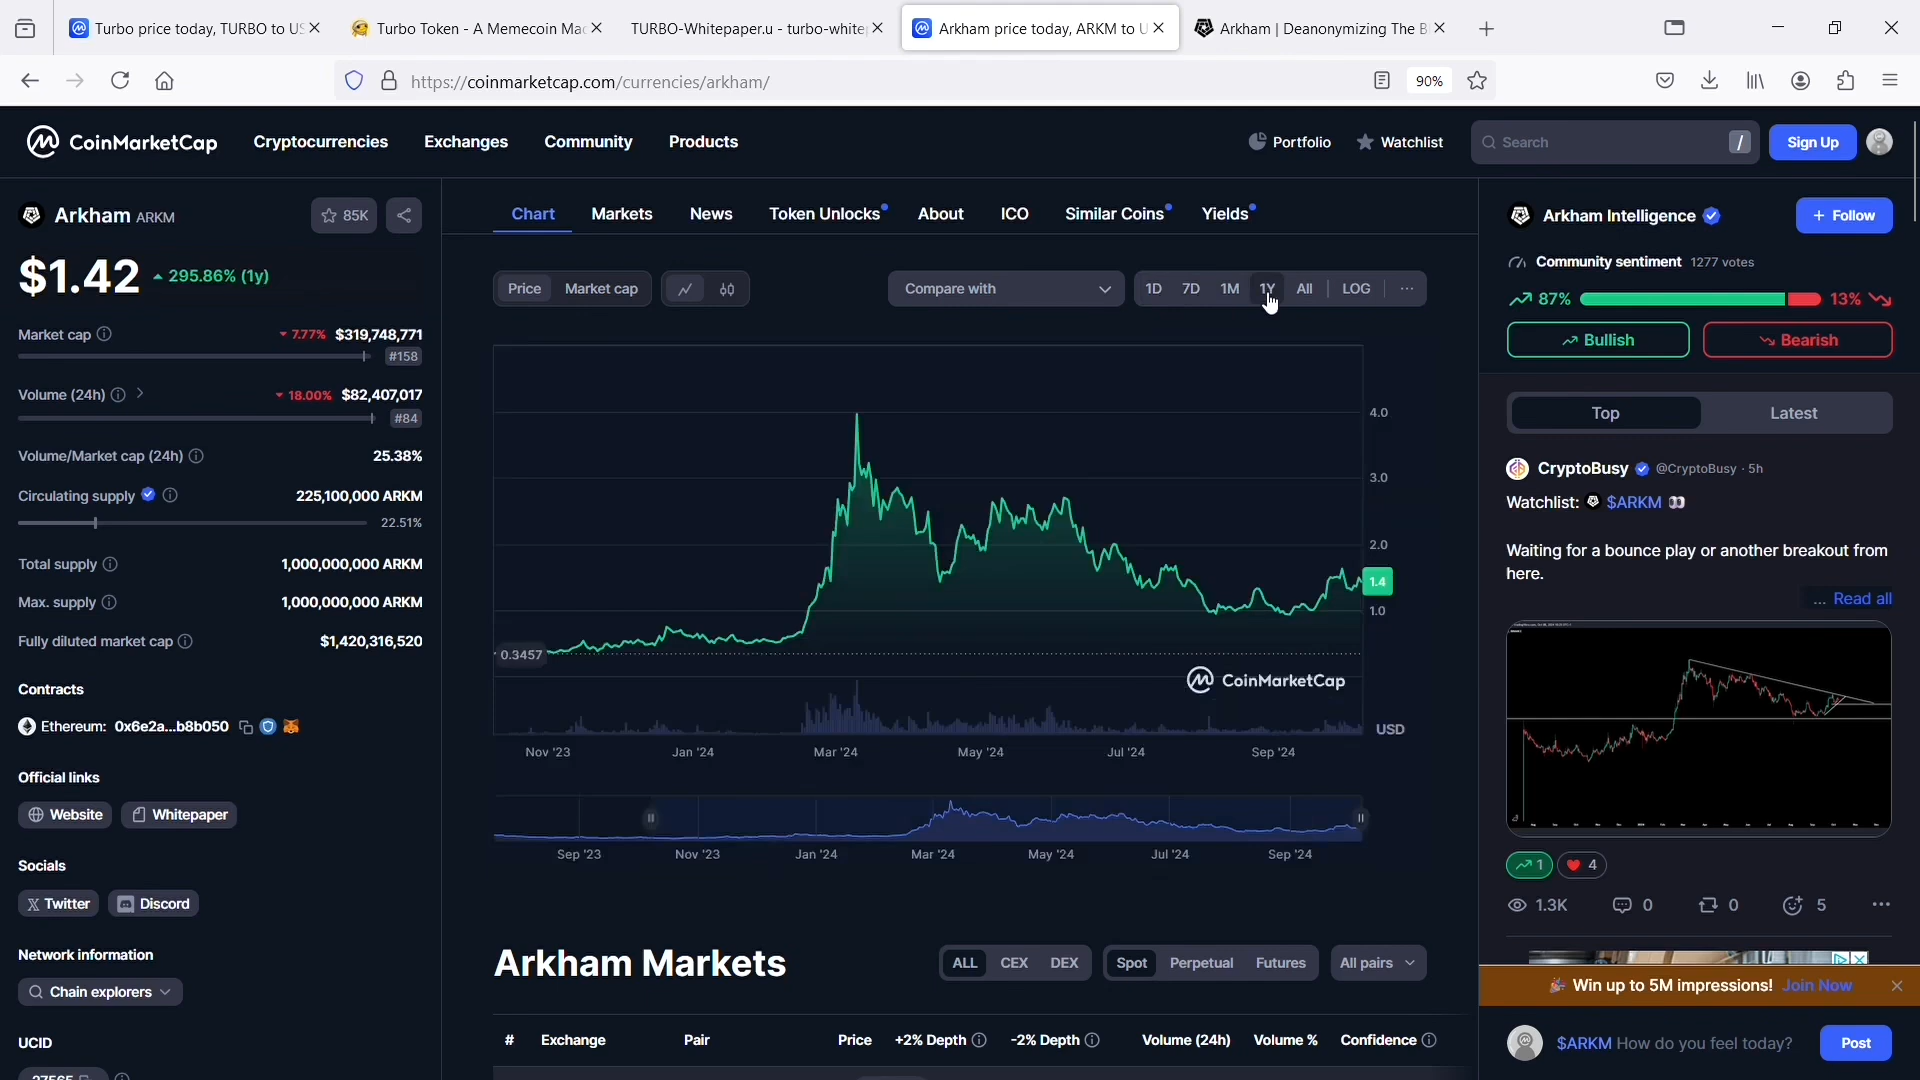 Turbo price today, TURBO to US
Turbo Token - A Memecoin Mac
TURBO-Whitepaper.u - turbo-white
Arkham price today, ARKM to U
Arkham | Deanonymizing The B
https://coinmarketcap.com/currencies/arkham/
90%
CoinMarketCap
Cryptocurrencies
Exchanges
Community
Products
Portfolio
Watchlist
Search
/
Sign Up
Arkham ARKM
85K
$1.42 295.86% (1y)
Market cap 7.77% $319,748,771
#158
Volume (24h) 18.00% $82,407,017
#84
Volume/Market cap (24h) 25.38%
Circulating supply 225,100,000 ARKM
22.51%
Total supply 1,000,000,000 ARKM
Max. supply 1,000,000,000 ARKM
Fully diluted market cap $1,420,316,520
Contracts
Ethereum: 0x6e2a...b8b050
Official links
Website
Whitepaper
Socials
Twitter
Discord
Network information
Chain explorers
UCID
27565
Chart
Markets
News
Token Unlocks
About
ICO
Similar Coins
Yields
Price
Market cap
Compare with
1D
7D
1M
1Y
All
LOG
4.0
3.0
2.0
1.4
1.0
0.3457
CoinMarketCap
USD
Nov '23
Jan '24
Mar '24
May '24
Jul '24
Sep '24
Sep '23
Nov '23
Jan '24
Mar '24
May '24
Jul '24
Sep '24
Arkham Markets
ALL
CEX
DEX
Spot
Perpetual
Futures
All pairs
# Exchange Pair Price +2% Depth -2% Depth Volume (24h) Volume % Confidence
Arkham Intelligence
+ Follow
Community sentiment 1277 votes
87%
13%
Bullish
Bearish
Top
Latest
CryptoBusy @CryptoBusy · 5h
Watchlist: $ARKM 👀
Waiting for a bounce play or another breakout from
here.
... Read all
1
4
1.3K
0
0
5
Win up to 5M impressions! Join Now
$ARKM How do you feel today?
Post